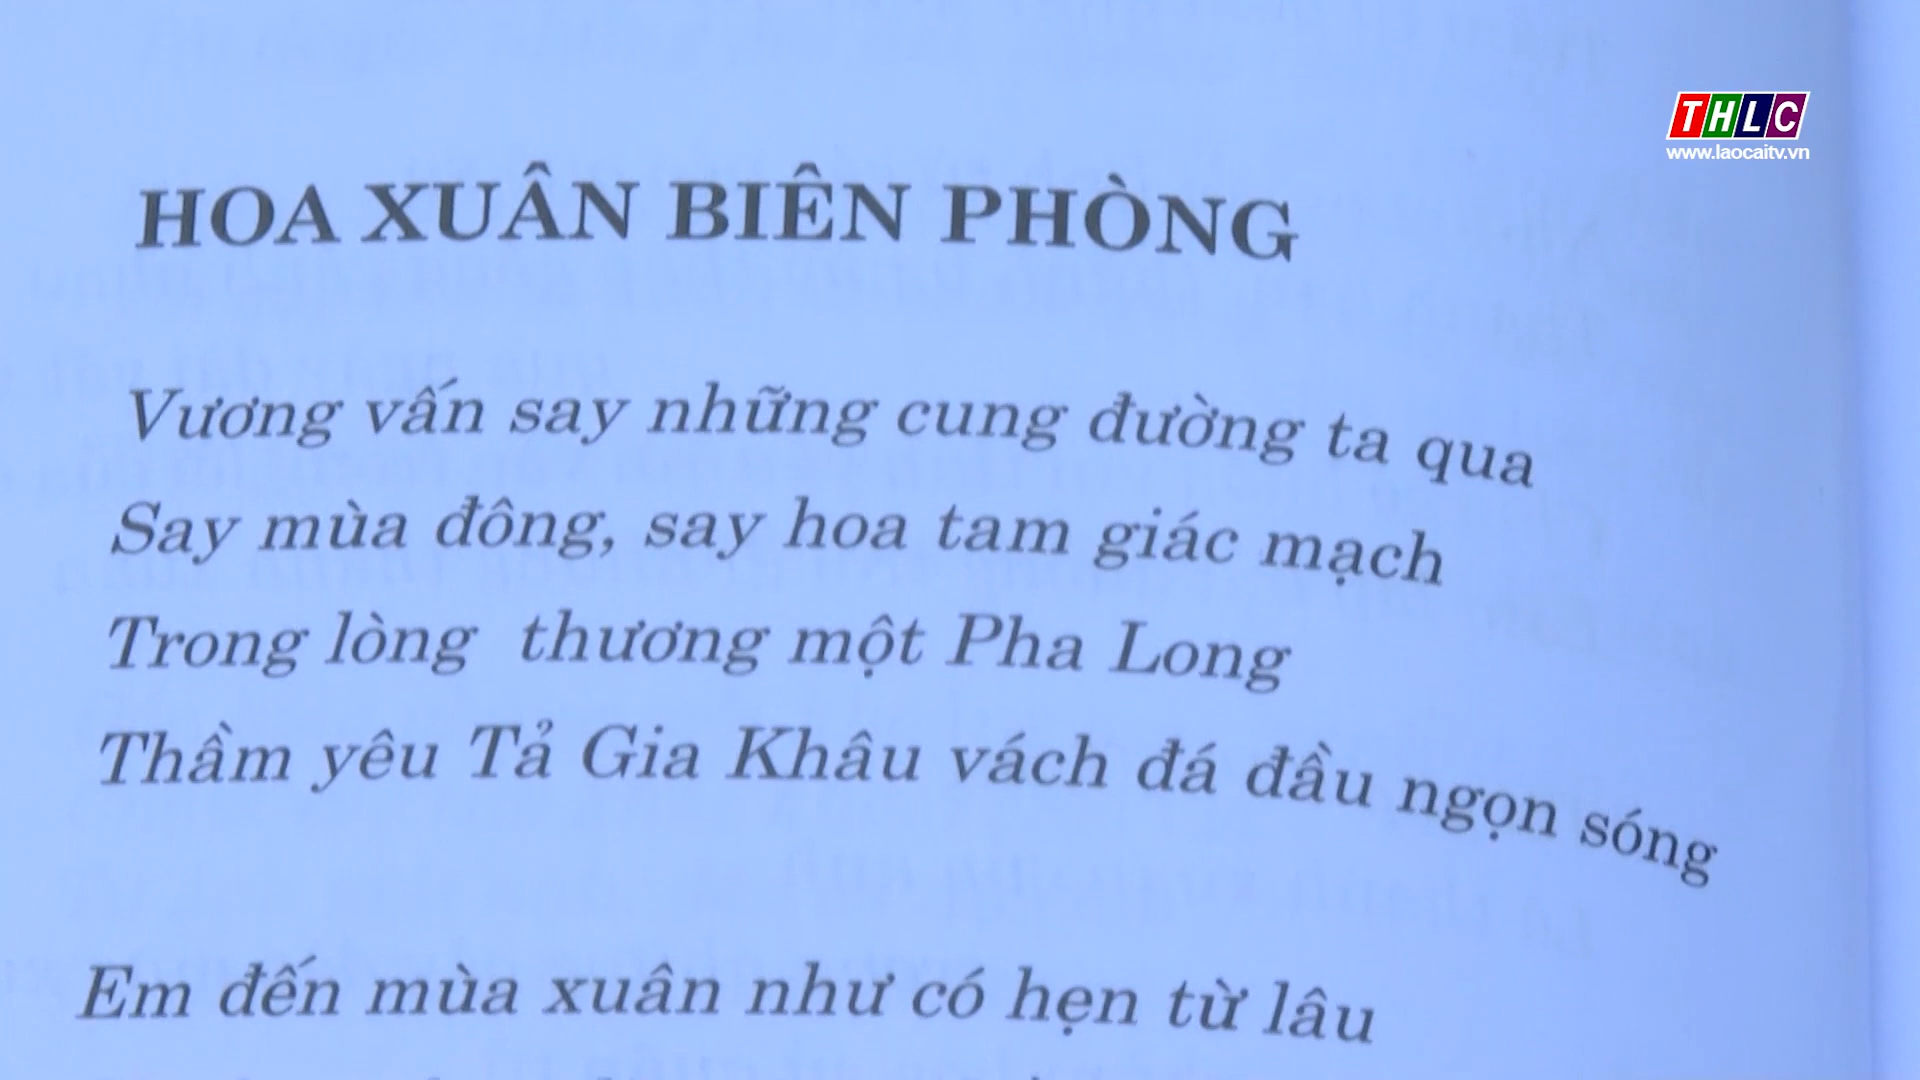 THLC
www.laocaitv.vn
HOA XUÂN BIÊN PHÒNG
Vương vấn say những cung đường ta qua
Say mùa đông, say hoa tam giác mạch
Trong lòng thương một Pha Long
Thầm yêu Tả Gia Khâu vách đá đầu ngọn sóng
Em đến mùa xuân như có hẹn từ lâu